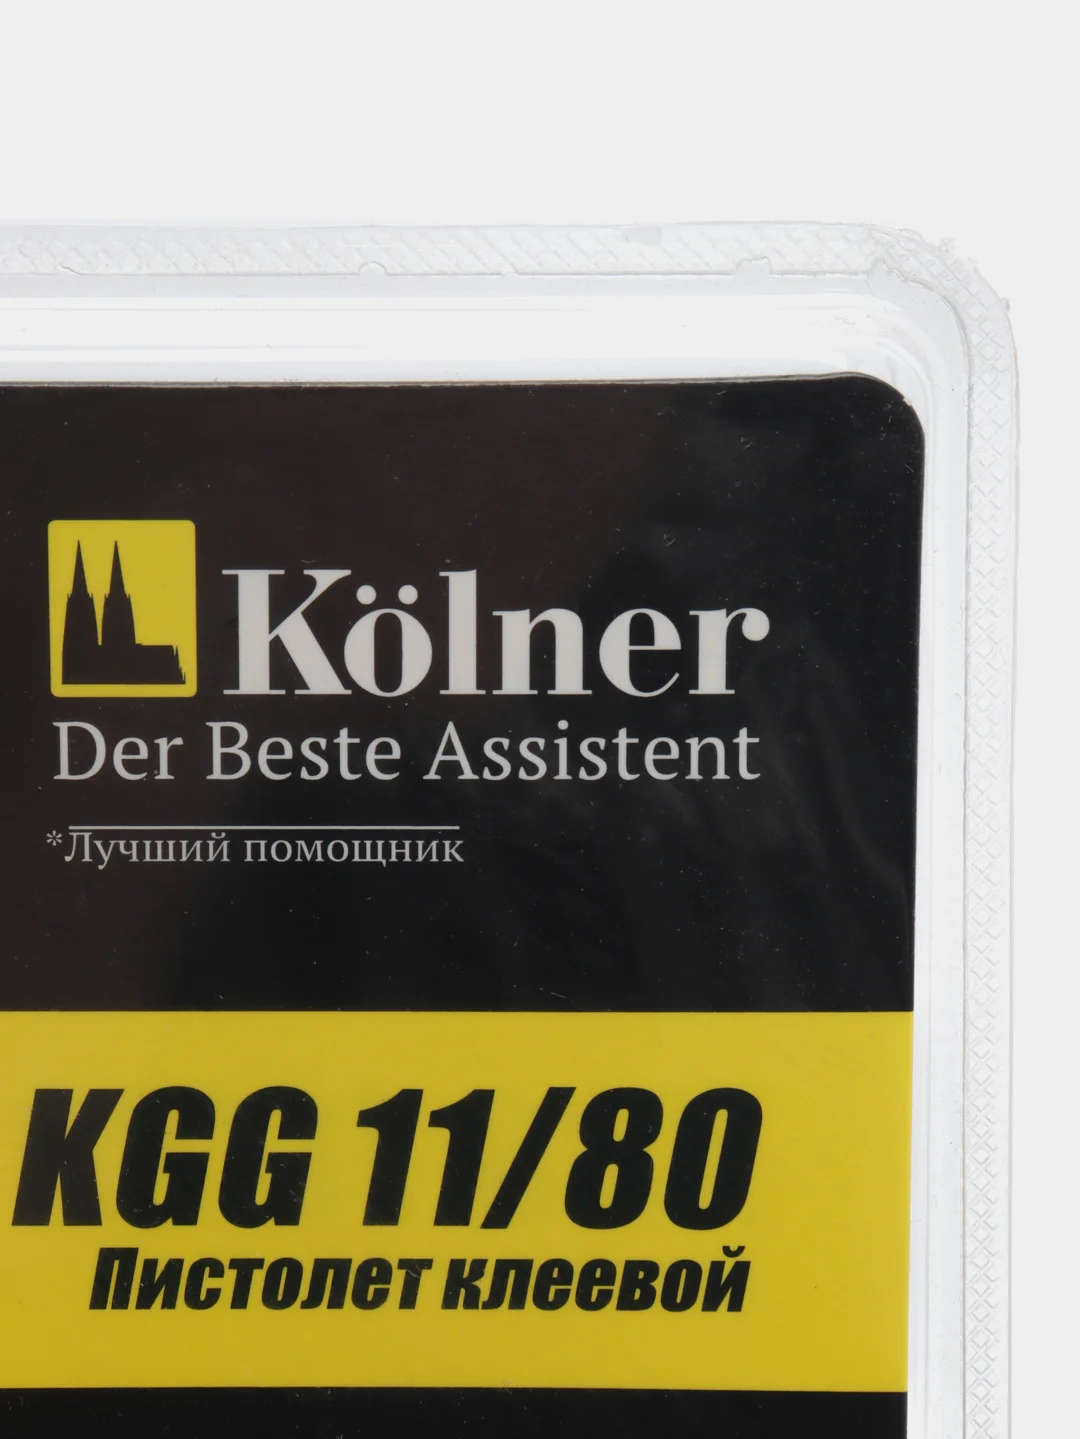 Kölner
Der Beste Assistent
*Лучший помощник
KGG 11/80
Пистолет клеевой